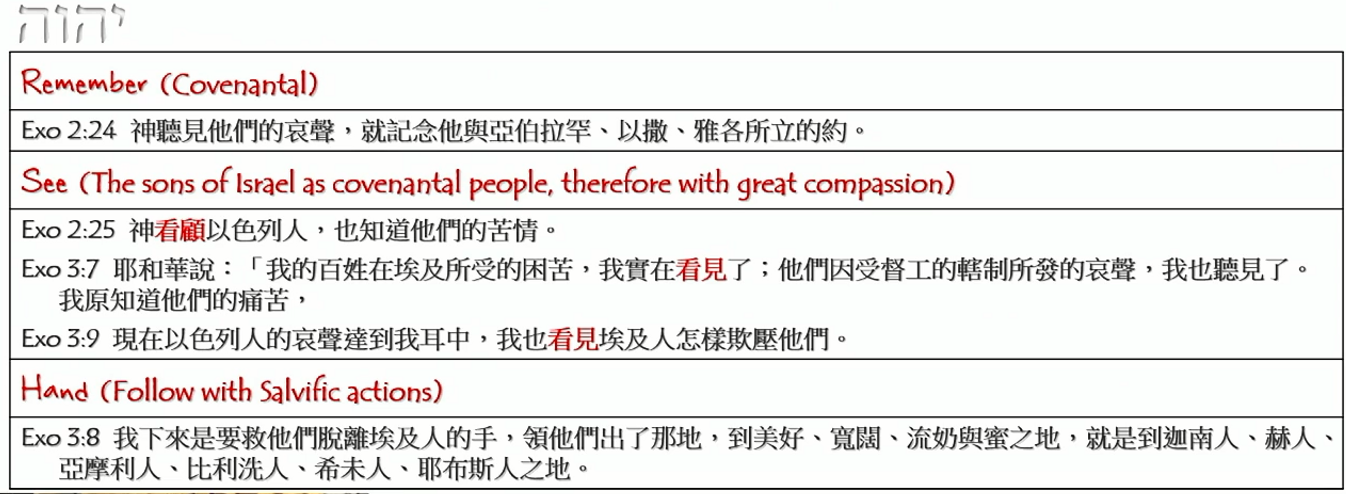 יהוה
Remember (Covenantal)
Exo 2:24 神聽見他們的哀聲，就記念他與亞伯拉罕、以撒、雅各所立的約。
See (The sons of Israel as covenantal people, therefore with great compassion)
Exo 2:25 神看顧以色列人，也知道他們的苦情。
Exo 3:7 耶和華說：「我的百姓在埃及所受的困苦，我實在看見了；他們因受督工的轄制所發的哀聲，我也聽見了。
我原知道他們的痛苦，
Exo 3:9 現在以色列人的哀聲達到我耳中，我也看見埃及人怎樣欺壓他們。
Hand (Follow with Salvific actions)
Exo 3:8 我下來是要救他們脫離埃及人的手，領他們出了那地，到美好、寬闊、流奶與蜜之地，就是到迦南人、赫人、
亞摩利人、比利洗人、希未人、耶布斯人之地。